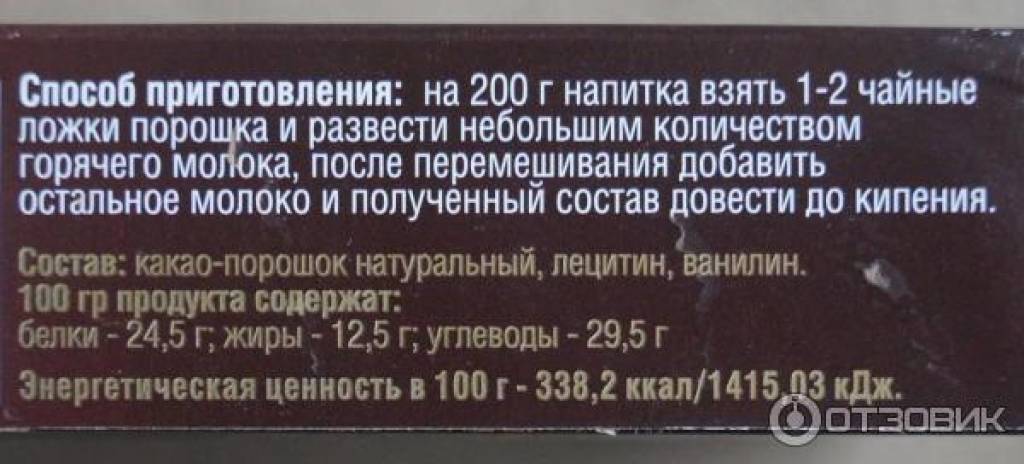 Способ приготовления: на 200 г напитка взять 1-2 чайные
ложки порошка и развести небольшим количеством
горячего молока, после перемешивания добавить
остальное молоко и полученный состав довести до кипения.
Состав: какао-порошок натуральный, лецитин, ванилин.
100 гр продукта содержат:
белки - 24,5 г; жиры - 12,5 г; углеводы - 29,5 г
Энергетическая ценность в 100 г - 338,2 ккал/1415,03 кДж.
ОТЗОВИК